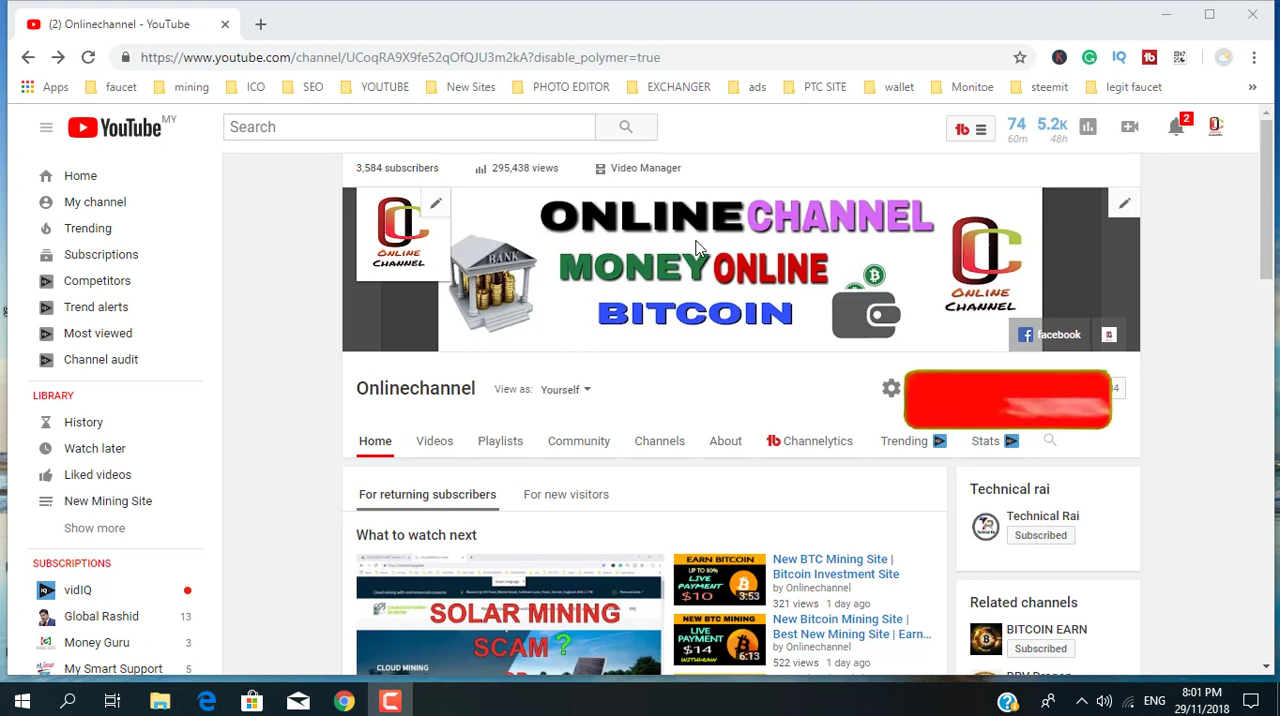 (2) Onlinechannel - YouTube
https://www.youtube.com/channel/UCoqRA9X9fe52qOfQJU3m2kA?disable_polymer=true
Apps faucet mining ICO SEO YOUTUBE New Sites PHOTO EDITOR EXCHANGER ads PTC SITE wallet Monitoe steemit legit faucet
YouTube MY
Search
tb 74 60m 5.2K 48h 2
3,584 subscribers 295,438 views Video Manager
Home
My channel
Trending
Subscriptions
Competitors
Trend alerts
Most viewed
Channel audit
LIBRARY
History
Watch later
Liked videos
New Mining Site
Show more
SUBSCRIPTIONS
vidIQ
Global Rashid 13
Money Guru 3
My Smart Support 4
ONLINE CHANNEL
BANK
ONLINECHANNEL
MONEYONLINE
BITCOIN
ONLINE CHANNEL
facebook
Onlinechannel View as: Yourself
Home Videos Playlists Community Channels About tb Channelytics Trending Stats
For returning subscribers For new visitors
What to watch next
SOLAR MINING
SCAM ?
CLOUD MINING
EARN BITCOIN
UP TO 80%
LIVE
PAYMENT
$10
3:53
New BTC Mining Site |
Bitcoin Investment Site
by Onlinechannel
321 views 1 day ago
NEW BTC MINING
LIVE
PAYMENT
$14
WITHDRAW
6:13
New Bitcoin Mining Site |
Best New Mining Site | Earn...
by Onlinechannel
522 views 1 day ago
Technical rai
Technical Rai
Subscribed
Related channels
BITCOIN EARN
Subscribed
ENG
8:01 PM
29/11/2018